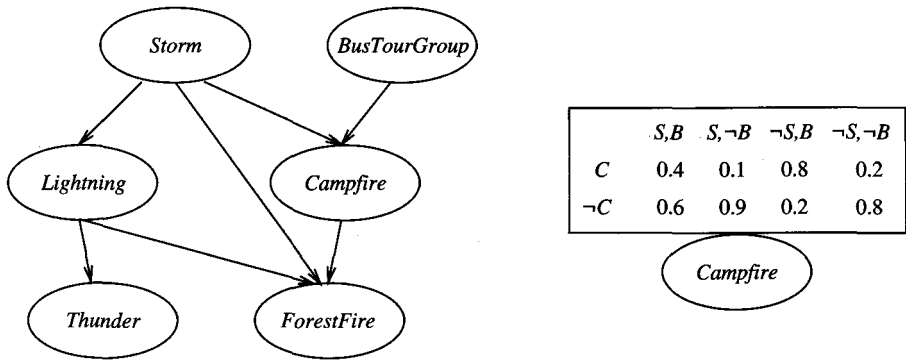 Storm
BusTourGroup
Lightning
Campfire
Thunder
ForestFire
S,B S,¬B ¬S,B ¬S,¬B
C 0.4 0.1 0.8 0.2
¬C 0.6 0.9 0.2 0.8
Campfire